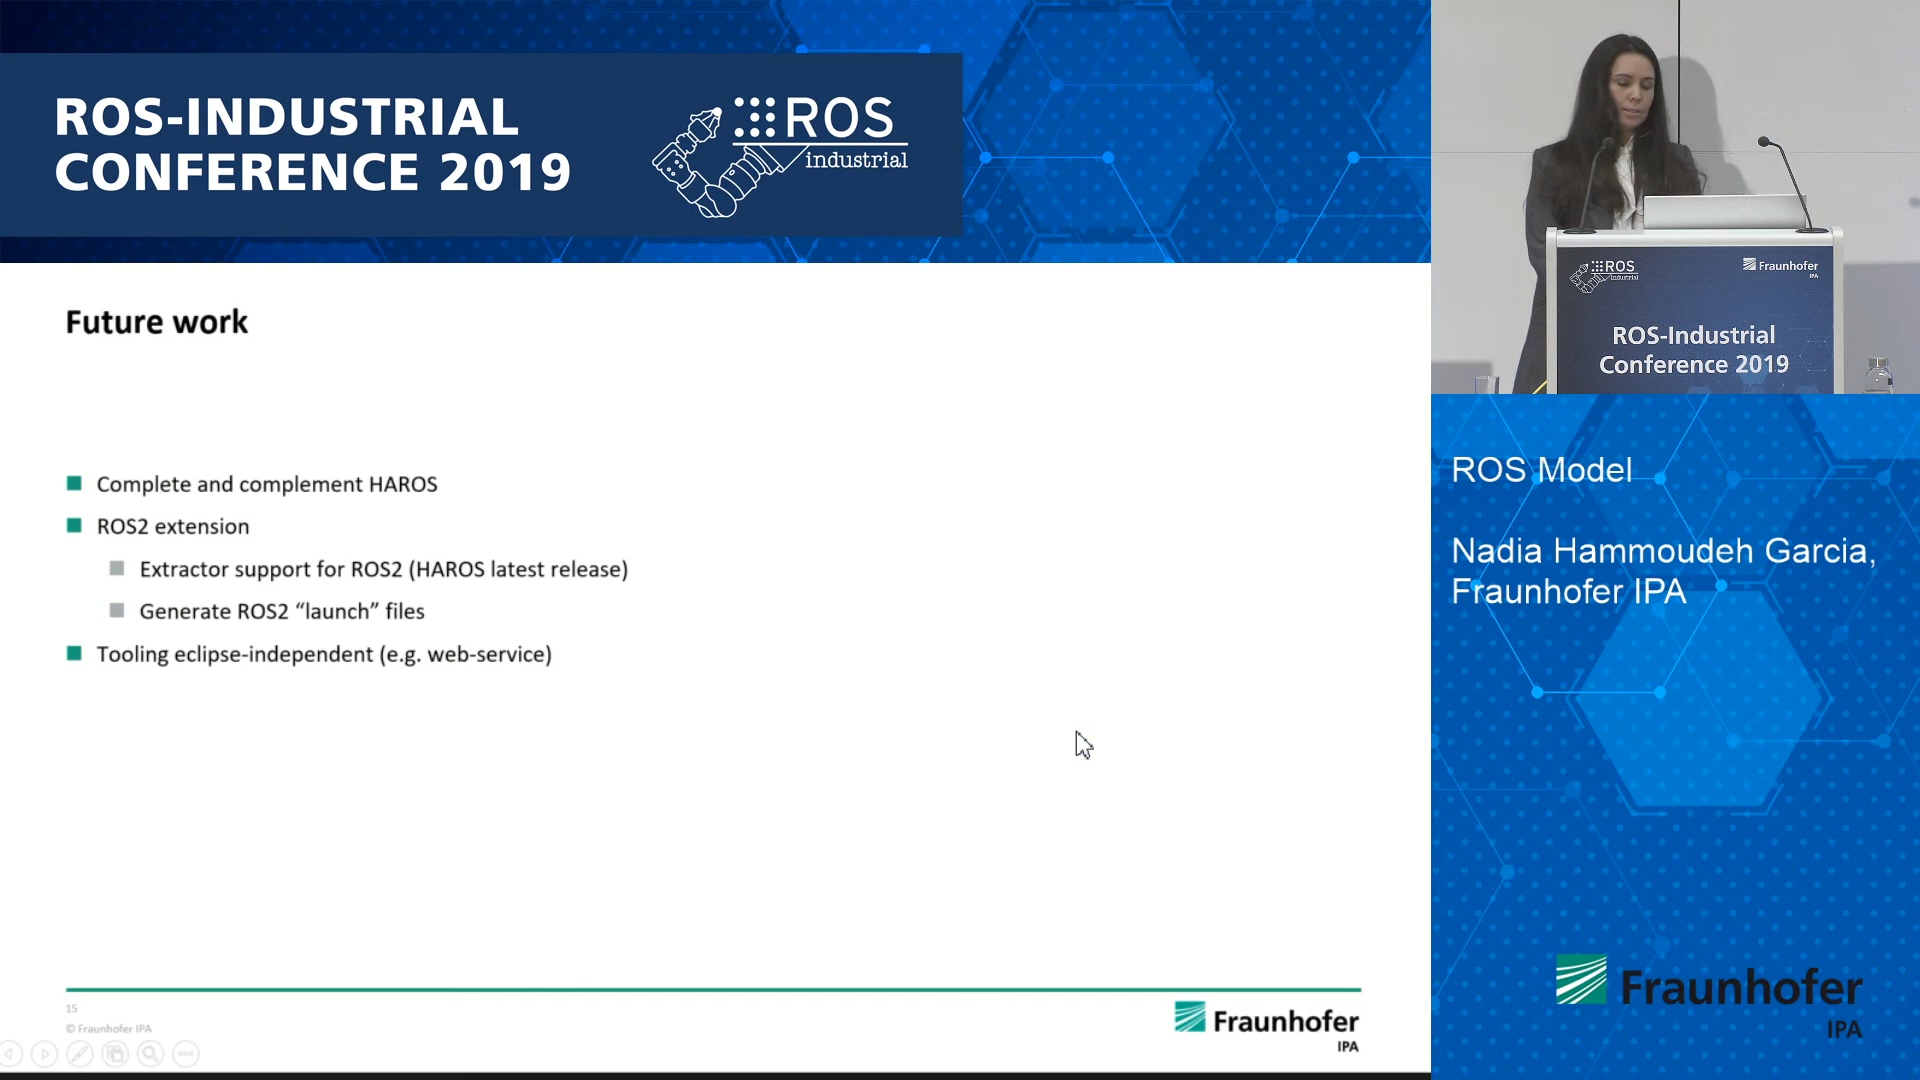 ROS-INDUSTRIAL
CONFERENCE 2019
ROS
industrial
Future work
Complete and complement HAROS
ROS2 extension
Extractor support for ROS2 (HAROS latest release)
Generate ROS2 “launch” files
Tooling eclipse-independent (e.g. web-service)
15
© Fraunhofer IPA
Fraunhofer
IPA
ROS
industrial
Fraunhofer
IPA
ROS-Industrial
Conference 2019
ROS Model
Nadia Hammoudeh Garcia,
Fraunhofer IPA
Fraunhofer
IPA